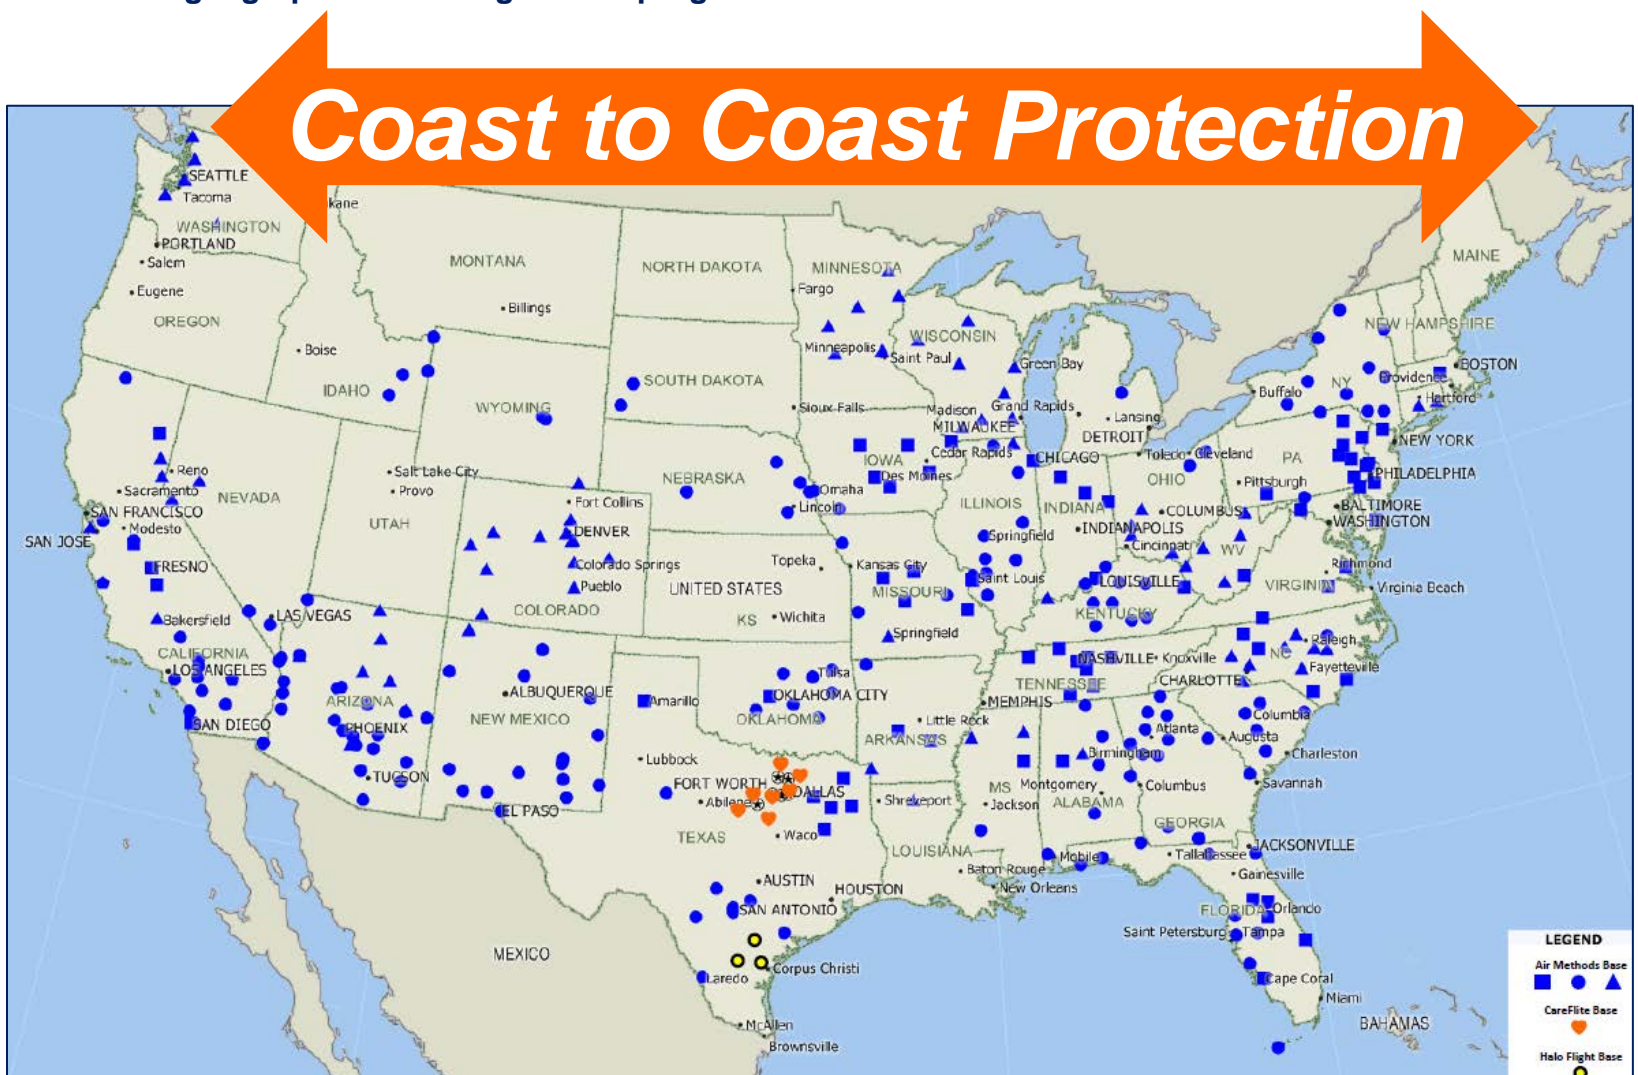 Coast to Coast Protection
SEATTLE
Tacoma
kane
WASHINGTON
PORTLAND
Salem
Eugene
OREGON
MONTANA
Billings
NORTH DAKOTA
Fargo
MINNESOTA
MAINE
Boise
IDAHO
WYOMING
SOUTH DAKOTA
Sioux Falls
Minneapolis
Saint Paul
WISCONSIN
Green Bay
Madison
MILWAUKEE
Grand Rapids
Lansing
DETROIT
NEW HAMPSHIRE
BOSTON
Providence
Hartford
Buffalo
NY
NEW YORK
Reno
Sacramento
SAN FRANCISCO
Modesto
SAN JOSE
FRESNO
NEVADA
Salt Lake City
Provo
UTAH
Fort Collins
DENVER
Colorado Springs
Pueblo
COLORADO
NEBRASKA
Omaha
Lincoln
IOWA
Cedar Rapids
Des Moines
CHICAGO
ILLINOIS
Springfield
INDIANA
INDIANAPOLIS
Toledo
Cleveland
OHIO
COLUMBUS
Cincinnati
PA
Pittsburgh
PHILADELPHIA
BALTIMORE
WASHINGTON
WV
Richmond
VIRGINIA
Virginia Beach
UNITED STATES
Topeka
Kansas City
KS
Wichita
MISSOURI
Saint Louis
Springfield
LOUISVILLE
KENTUCKY
Bakersfield
LAS VEGAS
CALIFORNIA
LOS ANGELES
SAN DIEGO
ARIZONA
PHOENIX
TUCSON
ALBUQUERQUE
NEW MEXICO
EL PASO
Amarillo
Lubbock
Tulsa
OKLAHOMA CITY
OKLAHOMA
Little Rock
ARKANSAS
MEMPHIS
NASHVILLE
Knoxville
TENNESSEE
CHARLOTTE
NC
Raleigh
Fayetteville
Columbia
Charleston
Atlanta
Augusta
Savannah
Birmingham
Columbus
Montgomery
ALABAMA
GEORGIA
MS
Jackson
FORT WORTH
DALLAS
Abilene
Waco
TEXAS
Shreveport
LOUISIANA
Baton Rouge
New Orleans
Mobile
Tallahassee
JACKSONVILLE
Gainesville
AUSTIN
HOUSTON
SAN ANTONIO
FLORIDA
Orlando
Saint Petersburg
Tampa
Cape Coral
Miami
BAHAMAS
MEXICO
Laredo
Corpus Christi
McAllen
Brownsville
LEGEND
Air Methods Base
CareFlite Base
Halo Flight Base